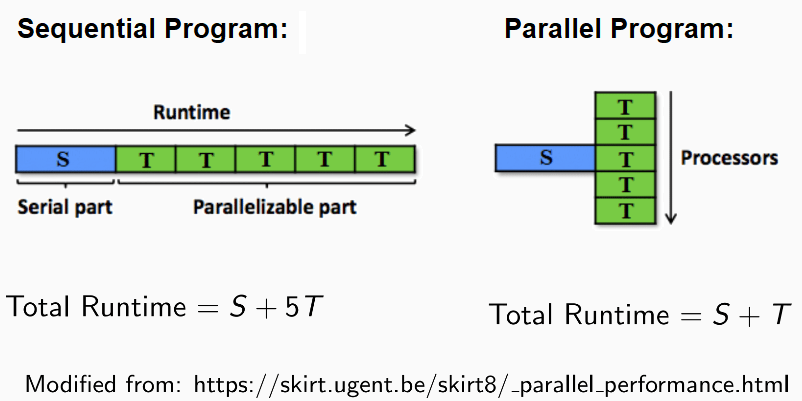 Sequential Program:
Parallel Program:
Runtime
S T T T T T
Serial part
Parallelizable part
T
T
S T
T
T
Processors
Total Runtime = S + 5T
Total Runtime = S + T
Modified from: https://skirt.ugent.be/skirt8/_parallel_performance.html